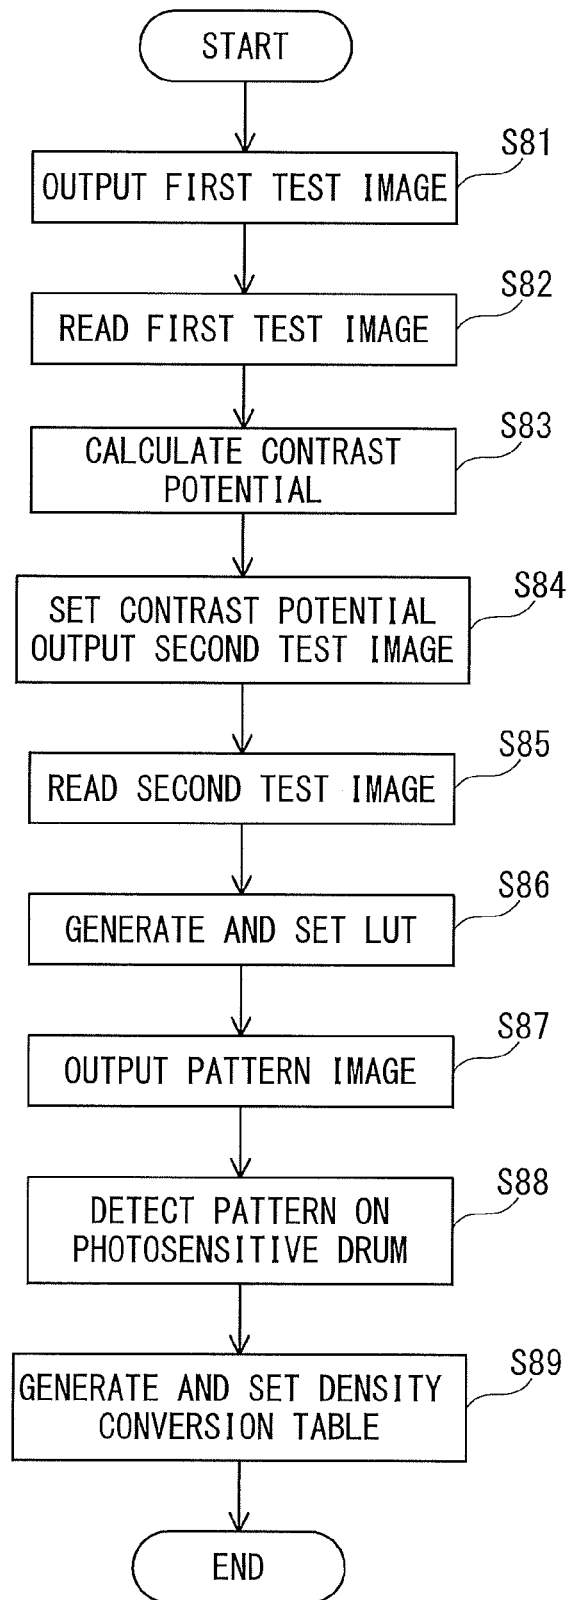 START
S81
OUTPUT FIRST TEST IMAGE
S82
READ FIRST TEST IMAGE
S83
CALCULATE CONTRAST
POTENTIAL
S84
SET CONTRAST POTENTIAL
OUTPUT SECOND TEST IMAGE
S85
READ SECOND TEST IMAGE
S86
GENERATE AND SET LUT
S87
OUTPUT PATTERN IMAGE
S88
DETECT PATTERN ON
PHOTOSENSITIVE DRUM
S89
GENERATE AND SET DENSITY
CONVERSION TABLE
END